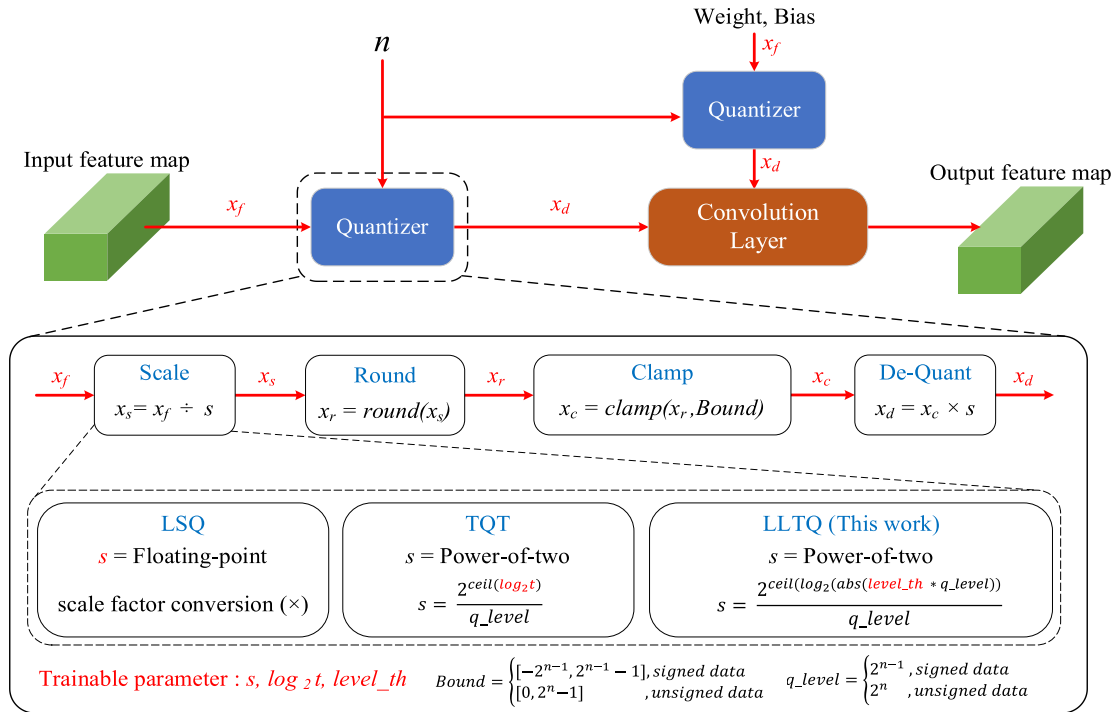 Weight, Bias
n
x_f
Quantizer
Input feature map
x_d
Output feature map
x_f
Quantizer
x_d
Convolution
Layer
x_f
Scale
x_s = x_f ÷ s
x_s
Round
x_r = round(x_s)
x_r
Clamp
x_c = clamp(x_r ,Bound)
x_c
De-Quant
x_d = x_c × s
x_d
LSQ
s = Floating-point
scale factor conversion (×)
TQT
s = Power-of-two
s = 2^{ceil(log_2 t)} / q_level
LLTQ (This work)
s = Power-of-two
s = 2^{ceil(log_2(abs(level_th * q_level))} / q_level
Trainable parameter : s, log_2 t, level_th
Bound = { [−2^{n−1}, 2^{n−1} − 1], signed data
[0, 2^n−1] , unsigned data
q_level = { 2^{n−1} , signed data
2^n , unsigned data